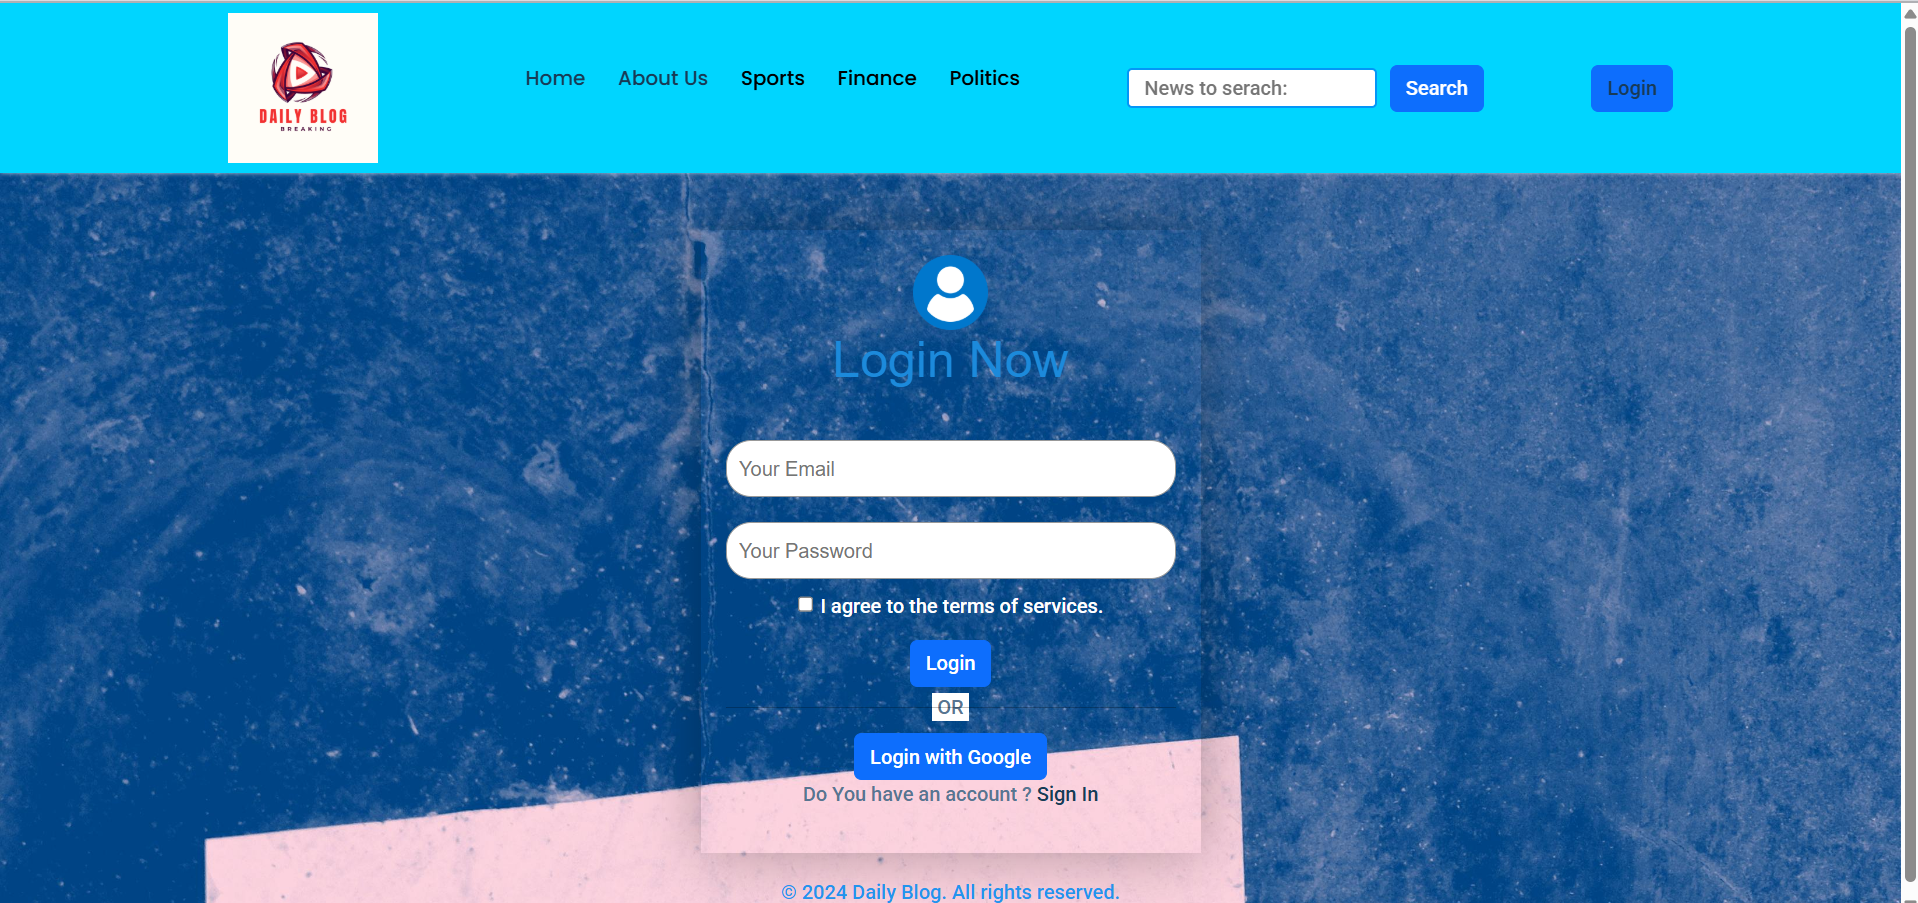 DAILY BLOG
BREAKING
Home About Us Sports Finance Politics
News to serach:
Search
Login
Login Now
Your Email
Your Password
I agree to the terms of services.
Login
OR
Login with Google
Do You have an account ? Sign In
© 2024 Daily Blog. All rights reserved.